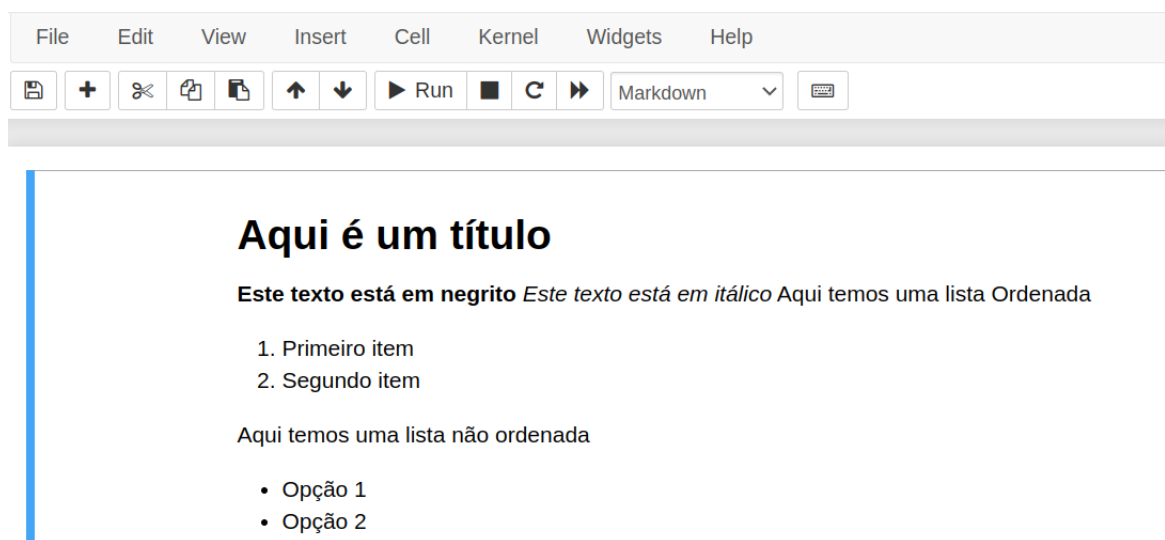 File Edit View Insert Cell Kernel Widgets Help
Run Markdown
Aqui é um título
Este texto está em negrito Este texto está em itálico Aqui temos uma lista Ordenada
1. Primeiro item
2. Segundo item
Aqui temos uma lista não ordenada
• Opção 1
• Opção 2